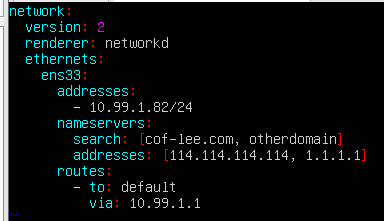 network:
  version: 2
  renderer: networkd
  ethernets:
    ens33:
      addresses:
        - 10.99.1.82/24
      nameservers:
        search: [cof-lee.com, otherdomain]
        addresses: [114.114.114.114, 1.1.1.1]
      routes:
        - to: default
          via: 10.99.1.1